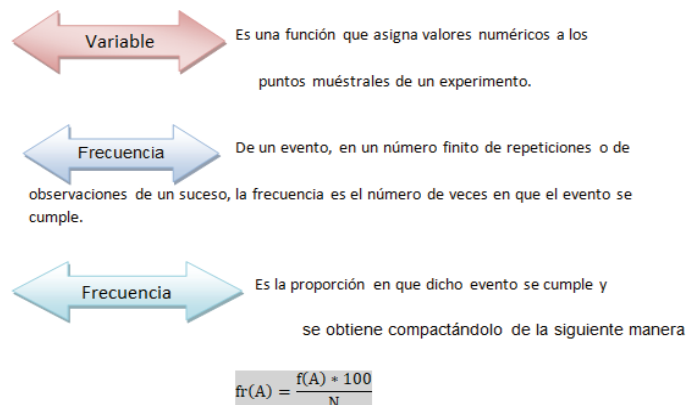 Variable
Es una función que asigna valores numéricos a los
puntos muéstrales de un experimento.
Frecuencia
De un evento, en un número finito de repeticiones o de
observaciones de un suceso, la frecuencia es el número de veces en que el evento se
cumple.
Frecuencia
Es la proporción en que dicho evento se cumple y
se obtiene compactándolo de la siguiente manera
fr(A) = f(A) * 100 / N